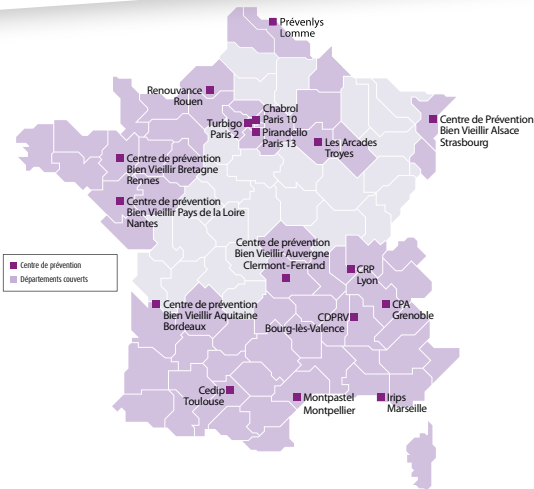 Prévenlys
Lomme
Renouvance
Rouen
Chabrol
Paris 10
Turbigo
Paris 2
Pirandello
Paris 13
Les Arcades
Troyes
Centre de Prévention
Bien Vieillir Alsace
Strasbourg
Centre de prévention
Bien Vieillir Bretagne
Rennes
Centre de prévention
Bien Vieillir Pays de la Loire
Nantes
Centre de prévention
Bien Vieillir Auvergne
Clermont-Ferrand
Centre de prévention
Départements couverts
CRP
Lyon
Centre de prévention
Bien Vieillir Aquitaine
Bordeaux
CDPRV
Bourg-lès-Valence
CPA
Grenoble
Cedip
Toulouse
Montpastel
Montpellier
Irips
Marseille